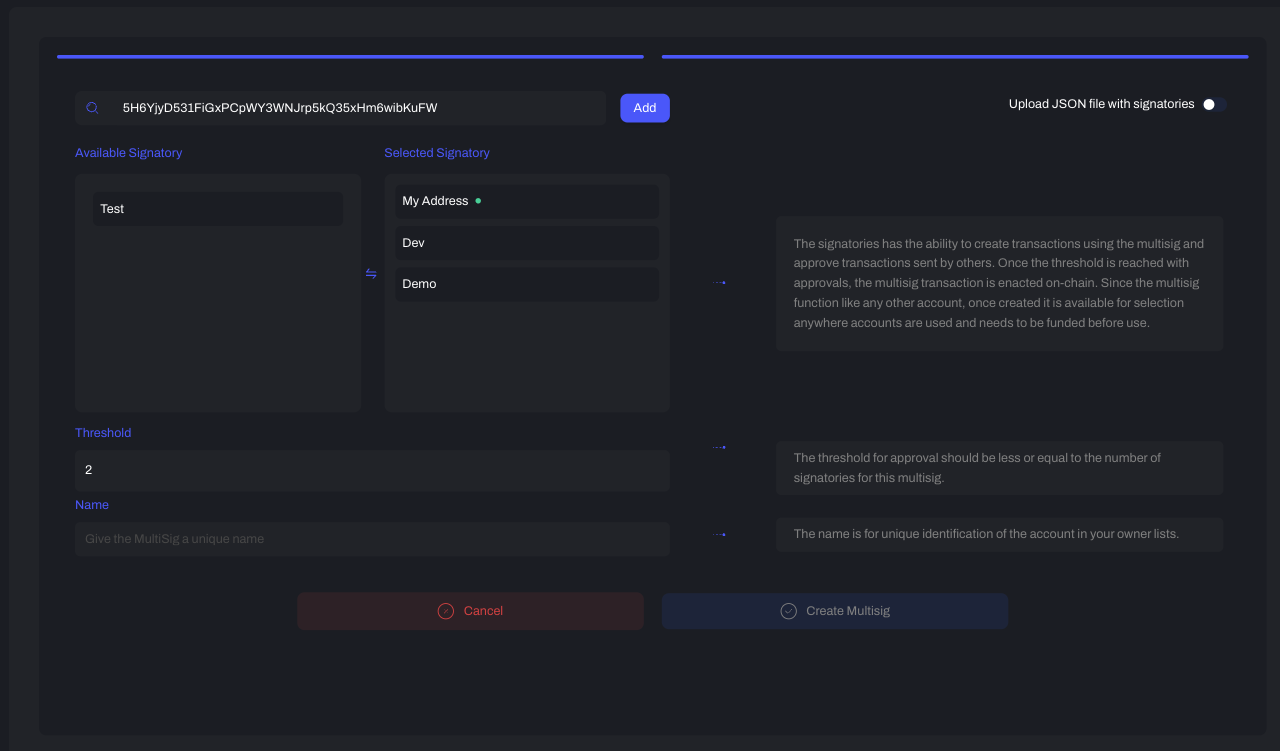 5H6YjyD531FiGxPCpWY3WNJrp5kQ35xHm6wibKuFW
Add
Upload JSON file with signatories
Available Signatory
Selected Signatory
Test
My Address
Dev
Demo
The signatories has the ability to create transactions using the multisig and
approve transactions sent by others. Once the threshold is reached with
approvals, the multisig transaction is enacted on-chain. Since the multisig
function like any other account, once created it is available for selection
anywhere accounts are used and needs to be funded before use.
Threshold
2
The threshold for approval should be less or equal to the number of
signatories for this multisig.
Name
Give the MultiSig a unique name
The name is for unique identification of the account in your owner lists.
Cancel
Create Multisig